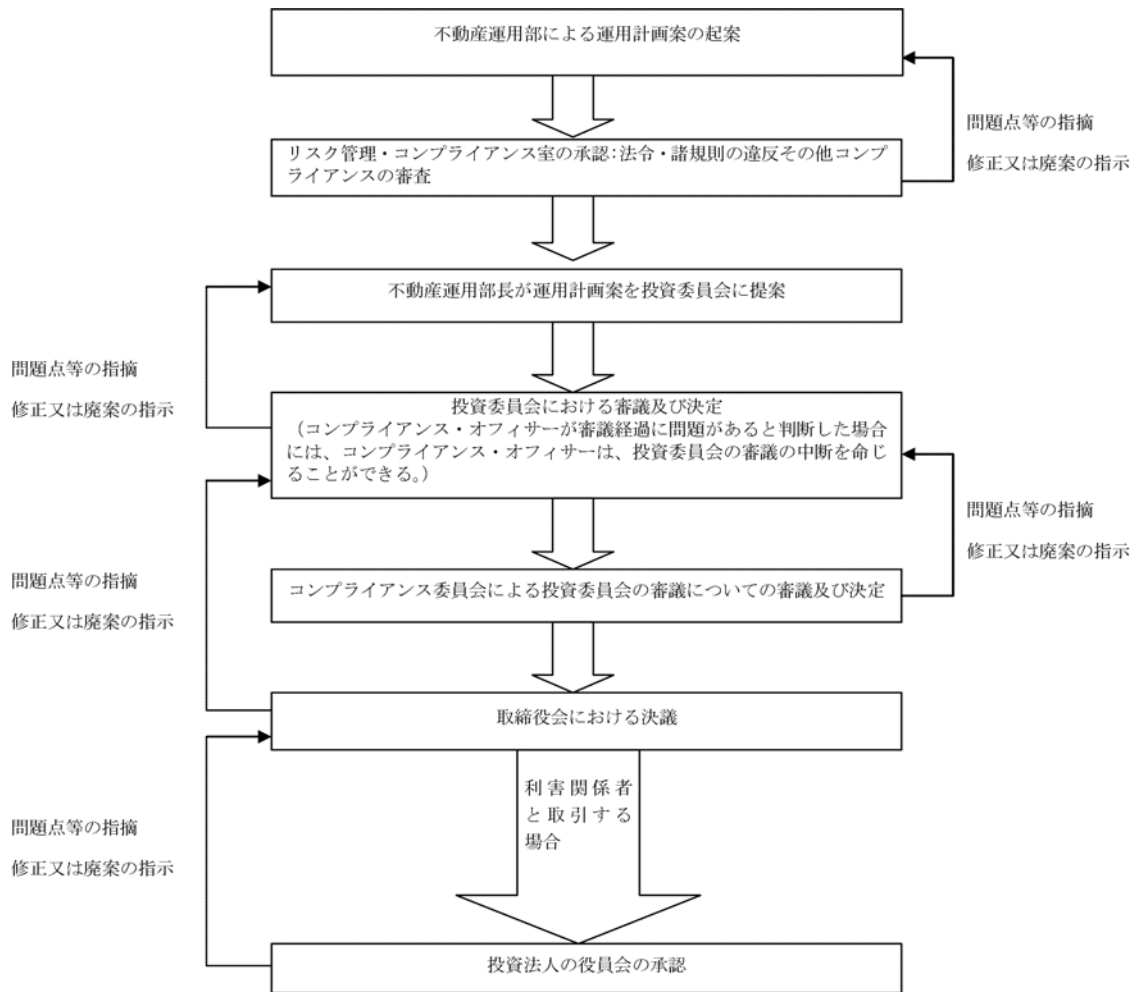 不動産運用部による運用計画案の起案
問題点等の指摘
修正又は廃案の指示
リスク管理・コンプライアンス室の承認:法令・諸規則の違反その他コンプ
ライアンスの審査
不動産運用部長が運用計画案を投資委員会に提案
問題点等の指摘
修正又は廃案の指示
投資委員会における審議及び決定
（コンプライアンス・オフィサーが審議経過に問題があると判断した場合
には、コンプライアンス・オフィサーは、投資委員会の審議の中断を命じ
ることができる。）
問題点等の指摘
修正又は廃案の指示
コンプライアンス委員会による投資委員会の審議についての審議及び決定
問題点等の指摘
修正又は廃案の指示
取締役会における決議
利害関係者
と取引する
場合
問題点等の指摘
修正又は廃案の指示
投資法人の役員会の承認